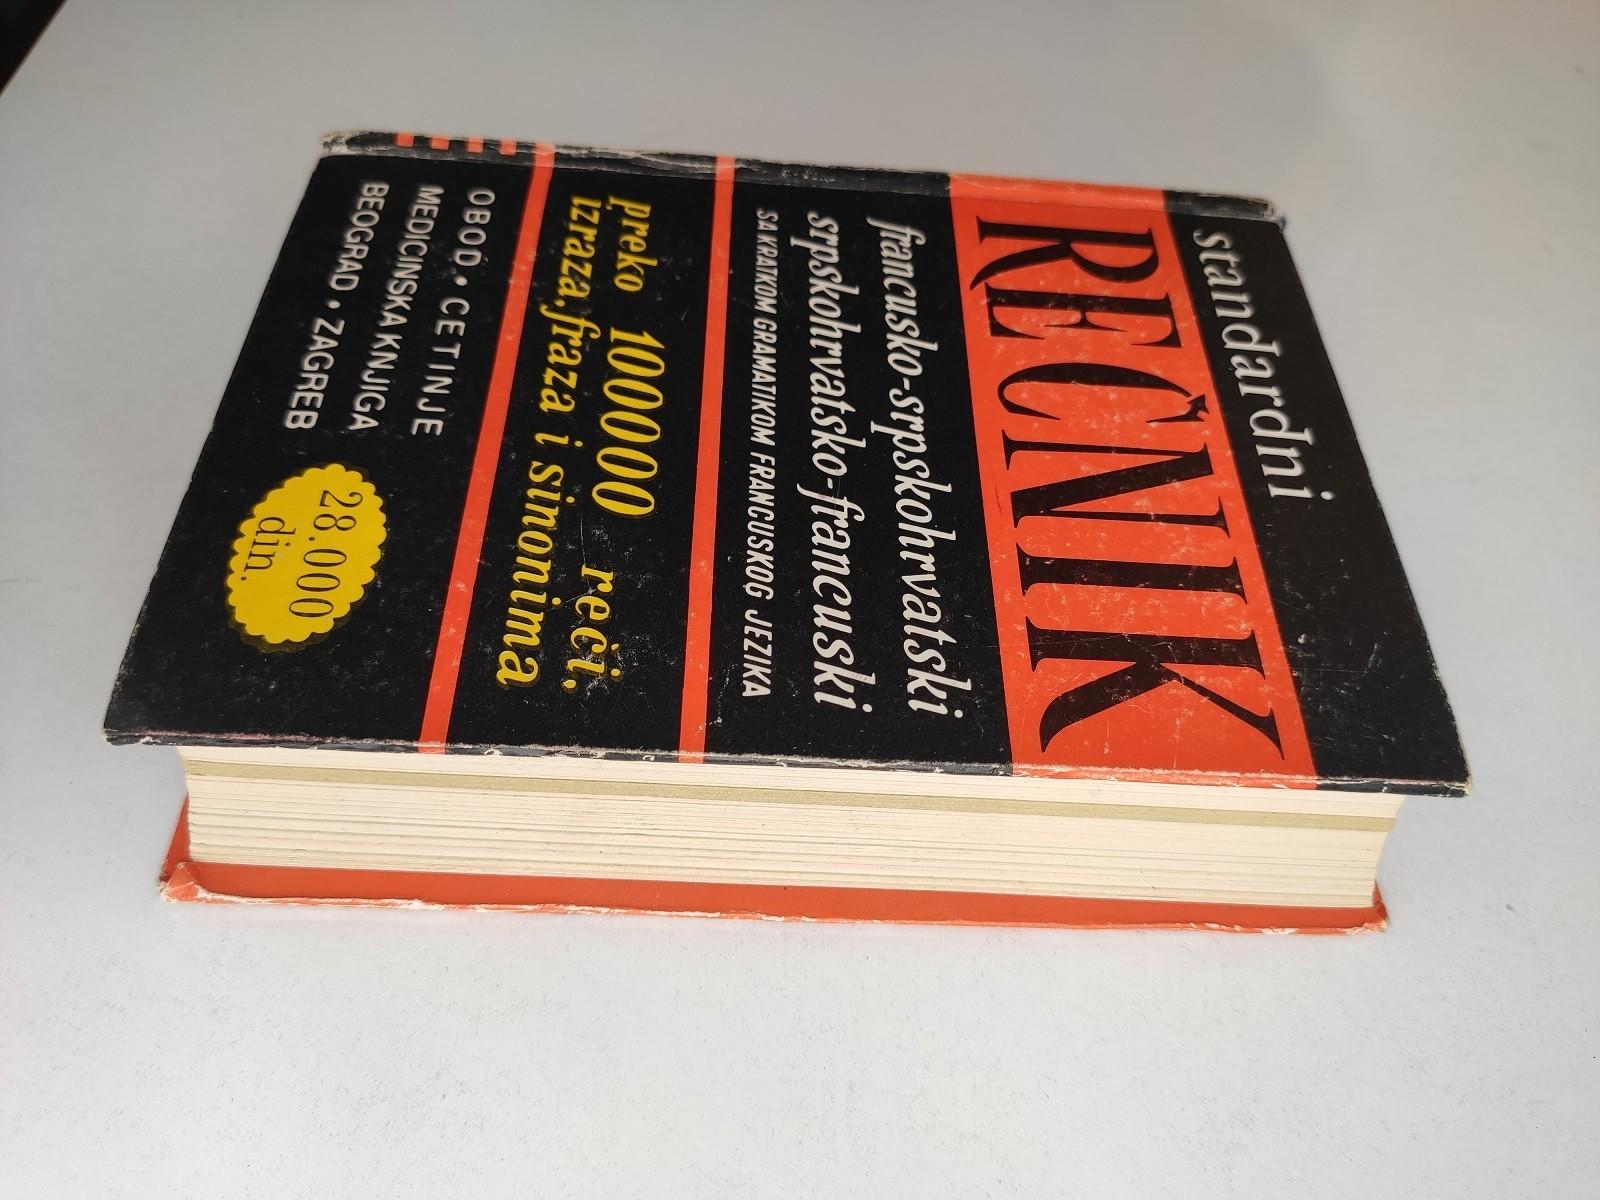 standardni
REČNIK
francusko-srpskohrvatski
srpskohrvatsko-francuski
SA KRATKOM GRAMATIKOM FRANCUSKOG JEZIKA
preko 100000 reči,
izraza, fraza i sinonima
OBOD • CETINJE
MEDICINSKA KNJIGA
BEOGRAD • ZAGREB
28.000
din.